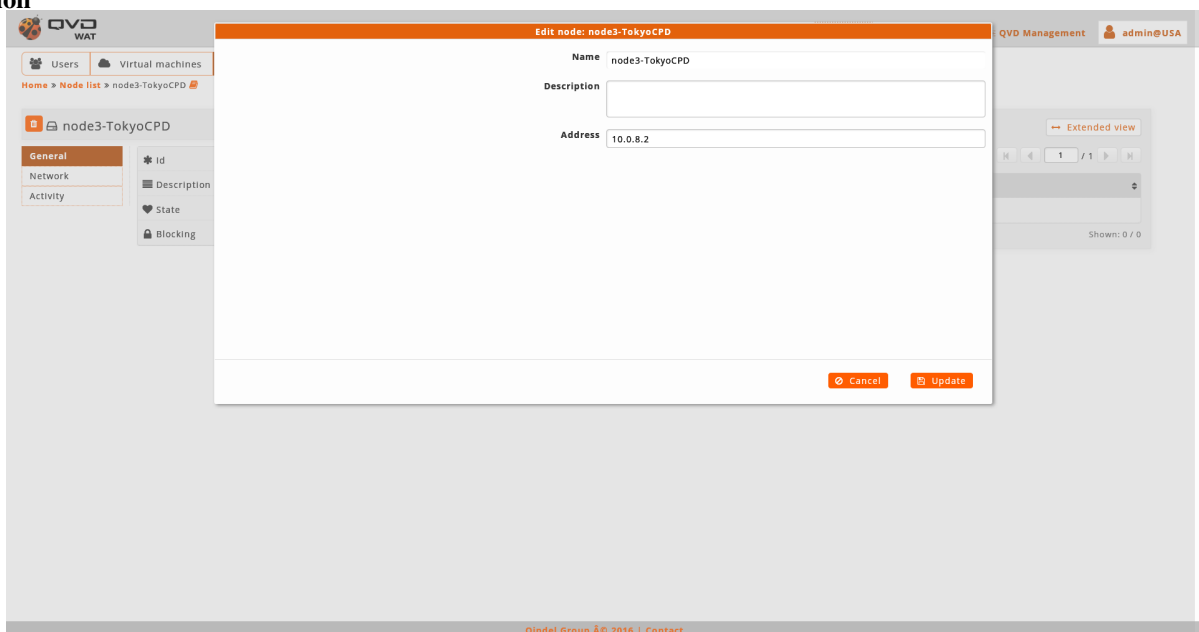 ion
QVD
WAT
QVD Management
admin@USA
Edit node: node3-TokyoCPD
Name
node3-TokyoCPD
Description
Address
10.0.8.2
Cancel
Update
Users
Virtual machines
Home » Node list » node3-TokyoCPD
node3-TokyoCPD
Extended view
General
Network
Activity
Id
Description
State
Blocking
1 / 1
Shown: 0 / 0
Qindel Group Â© 2016 | Contact